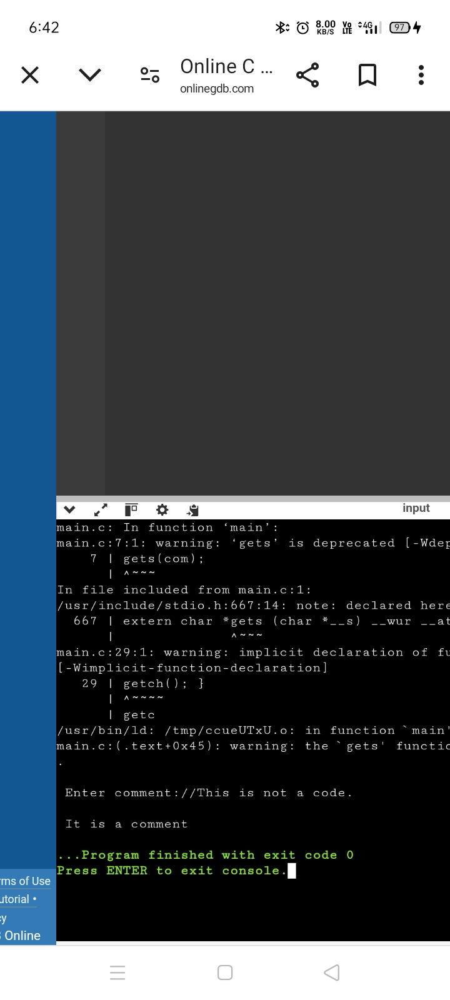 6:42
8.00
KB/S
Vo
LTE
4G
97
Online C ...
onlinegdb.com
input
main.c: In function ‘main’:
main.c:7:1: warning: ‘gets’ is deprecated [-Wdep
7 | gets(com);
| ^~~~
In file included from main.c:1:
/usr/include/stdio.h:667:14: note: declared here
667 | extern char *gets (char *__s) __wur __at
| ^~~~
main.c:29:1: warning: implicit declaration of fu
[-Wimplicit-function-declaration]
29 | getch(); }
| ^~~~~
| getc
/usr/bin/ld: /tmp/ccueUTxU.o: in function `main'
main.c:(.text+0x45): warning: the `gets' functio
.
Enter comment://This is not a code.
It is a comment
...Program finished with exit code 0
Press ENTER to exit console.
rms of Use
utorial •
cy
B Online